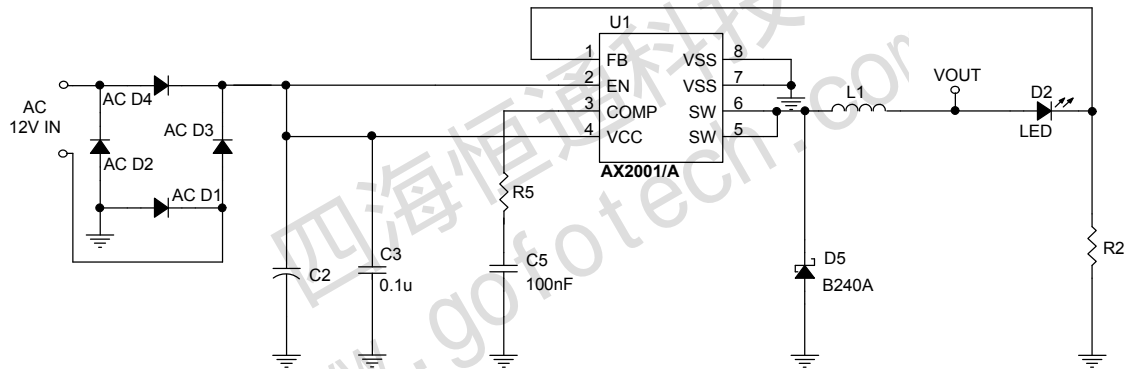 U1
1 FB VSS 8
2 EN VSS 7
3 COMP SW 6
4 VCC SW 5
AX2001/A
AC
12V IN
AC D4
AC D3
AC D2
AC D1
C2
C3
0.1u
R5
C5
100nF
L1
VOUT
D2
LED
D5
B240A
R2
四海恒通科技
www.gofotech.com